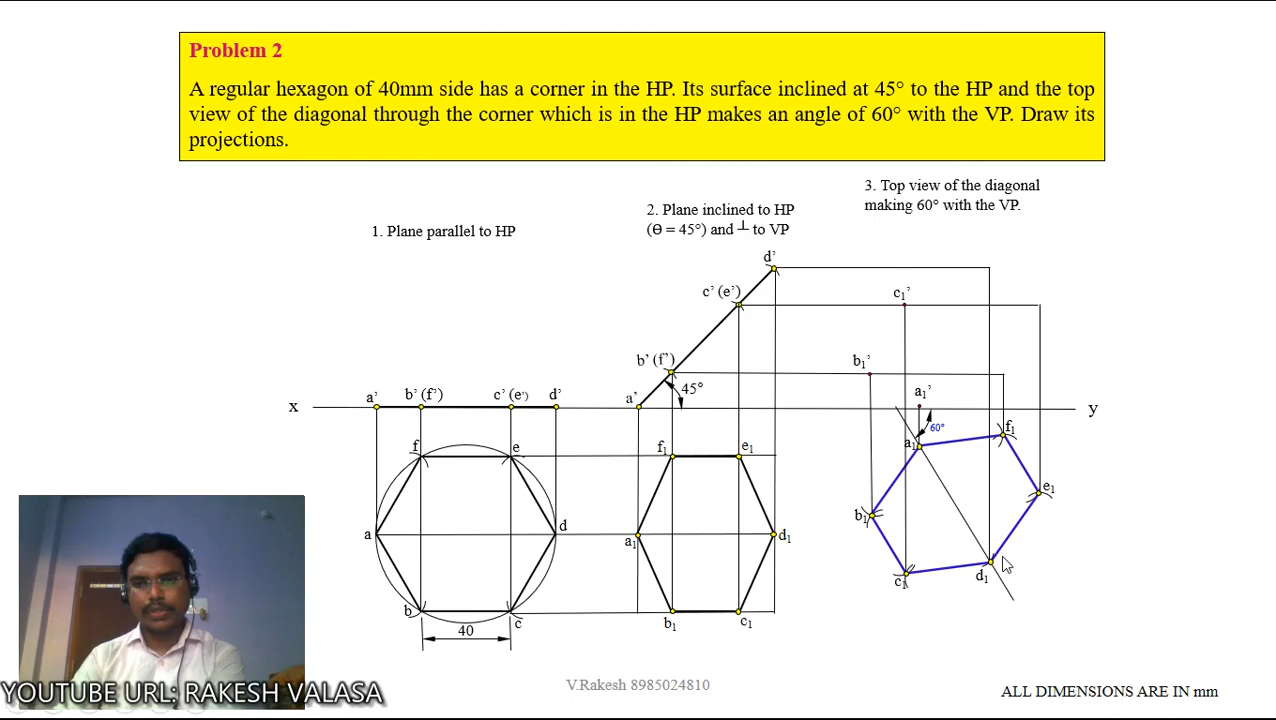 Problem 2
A regular hexagon of 40mm side has a corner in the HP. Its surface inclined at 45° to the HP and the top
view of the diagonal through the corner which is in the HP makes an angle of 60° with the VP. Draw its
projections.
3. Top view of the diagonal
making 60° with the VP.
2. Plane inclined to HP
(Θ = 45°) and ┴ to VP
1. Plane parallel to HP
d'
c' (e')
c₁'
b' (f')
b₁'
45°
a' b' (f') c' (e') d'
a'
a₁'
x
y
60°
f e
f₁ e₁
a₁
f₁
a d
a₁
d₁
b₁
e₁
c₁
d₁
b c
b₁ c₁
40
V.Rakesh 8985024810
ALL DIMENSIONS ARE IN mm
YOUTUBE URL: RAKESH VALASA